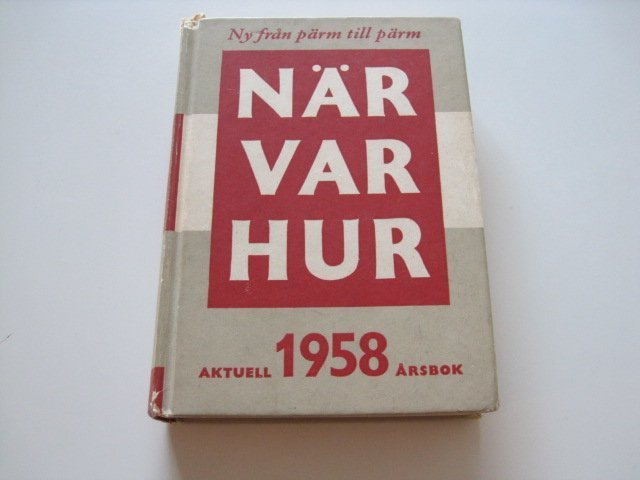 Ny från pärm till pärm
NÄR
VAR
HUR
AKTUELL 1958 ÅRSBOK